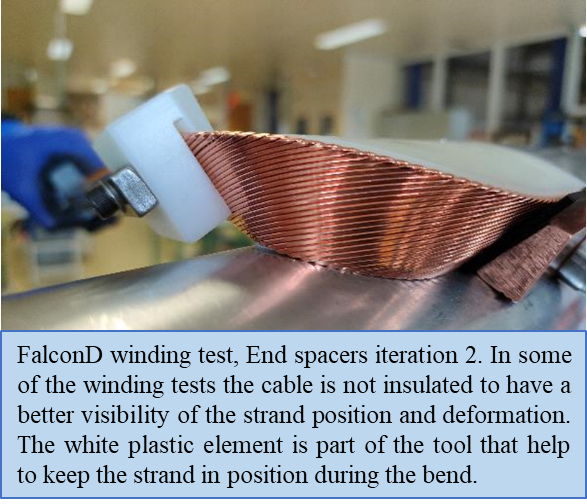 FalconD winding test, End spacers iteration 2. In some
of the winding tests the cable is not insulated to have a
better visibility of the strand position and deformation.
The white plastic element is part of the tool that help
to keep the strand in position during the bend.